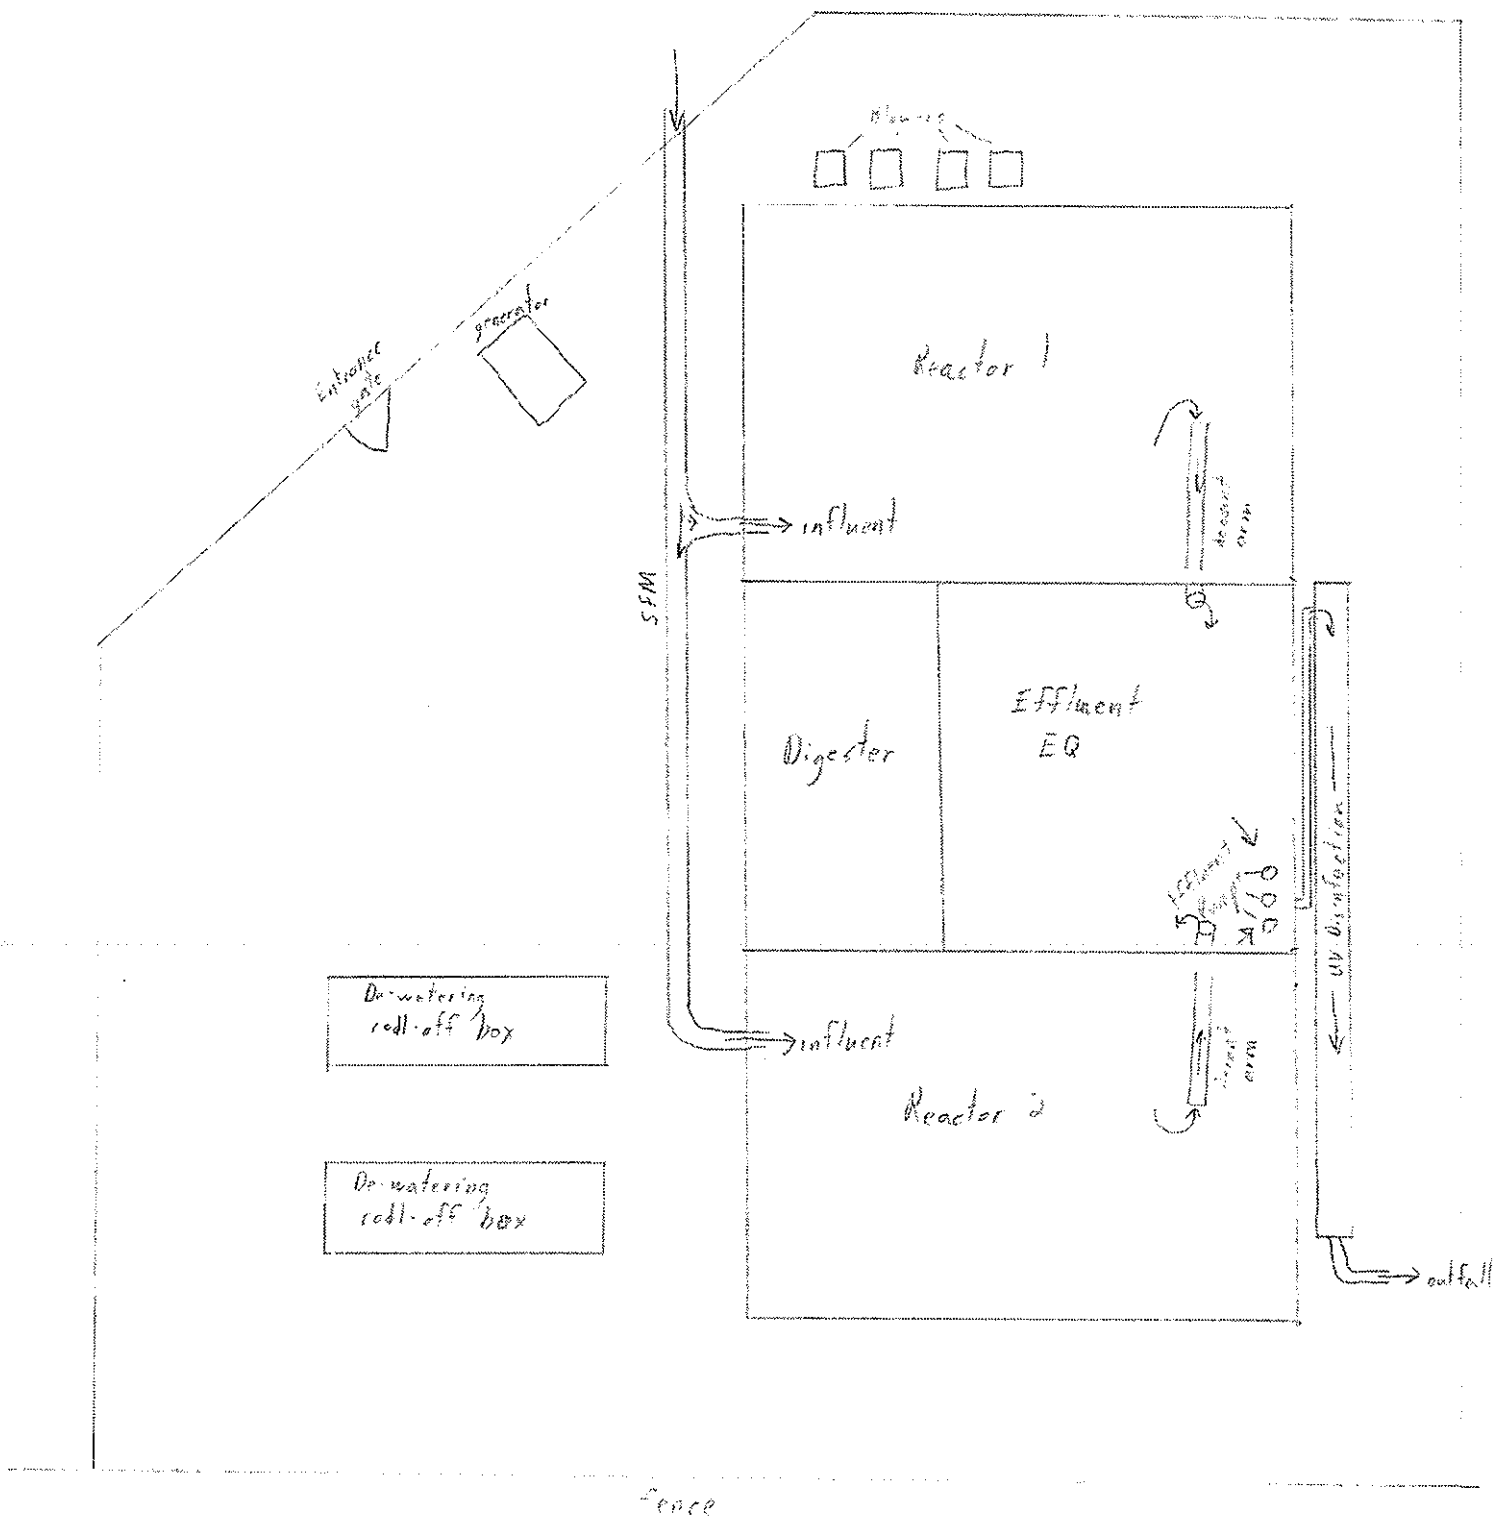 Blowers
generator
Entrance
gate
Reactor 1
decant
arm
influent
SFM
Effluent
EQ
Digester
Effluent
UV Disinfection
De-watering
roll-off box
influent
decant
arm
Reactor 2
De-watering
roll-off box
outfall
fence